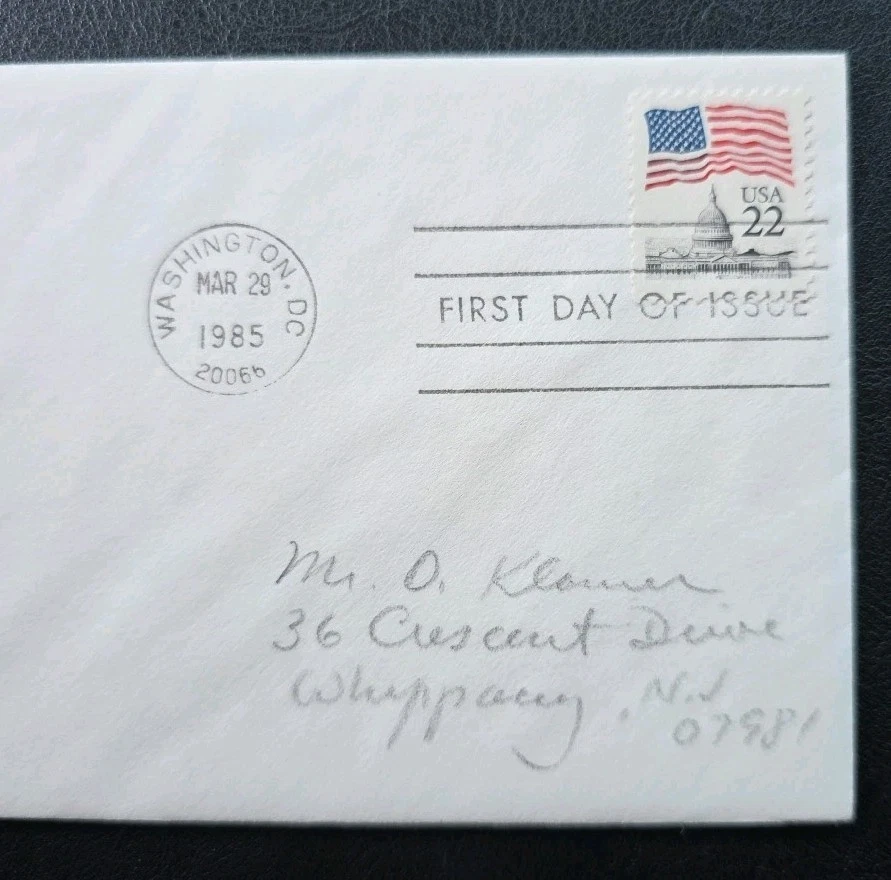 USA
22
WASHINGTON, DC
MAR 29
1985
20066
FIRST DAY OF ISSUE
Mr. O. Klamer
36 Crescent Drive
Whippany, N.J
07981